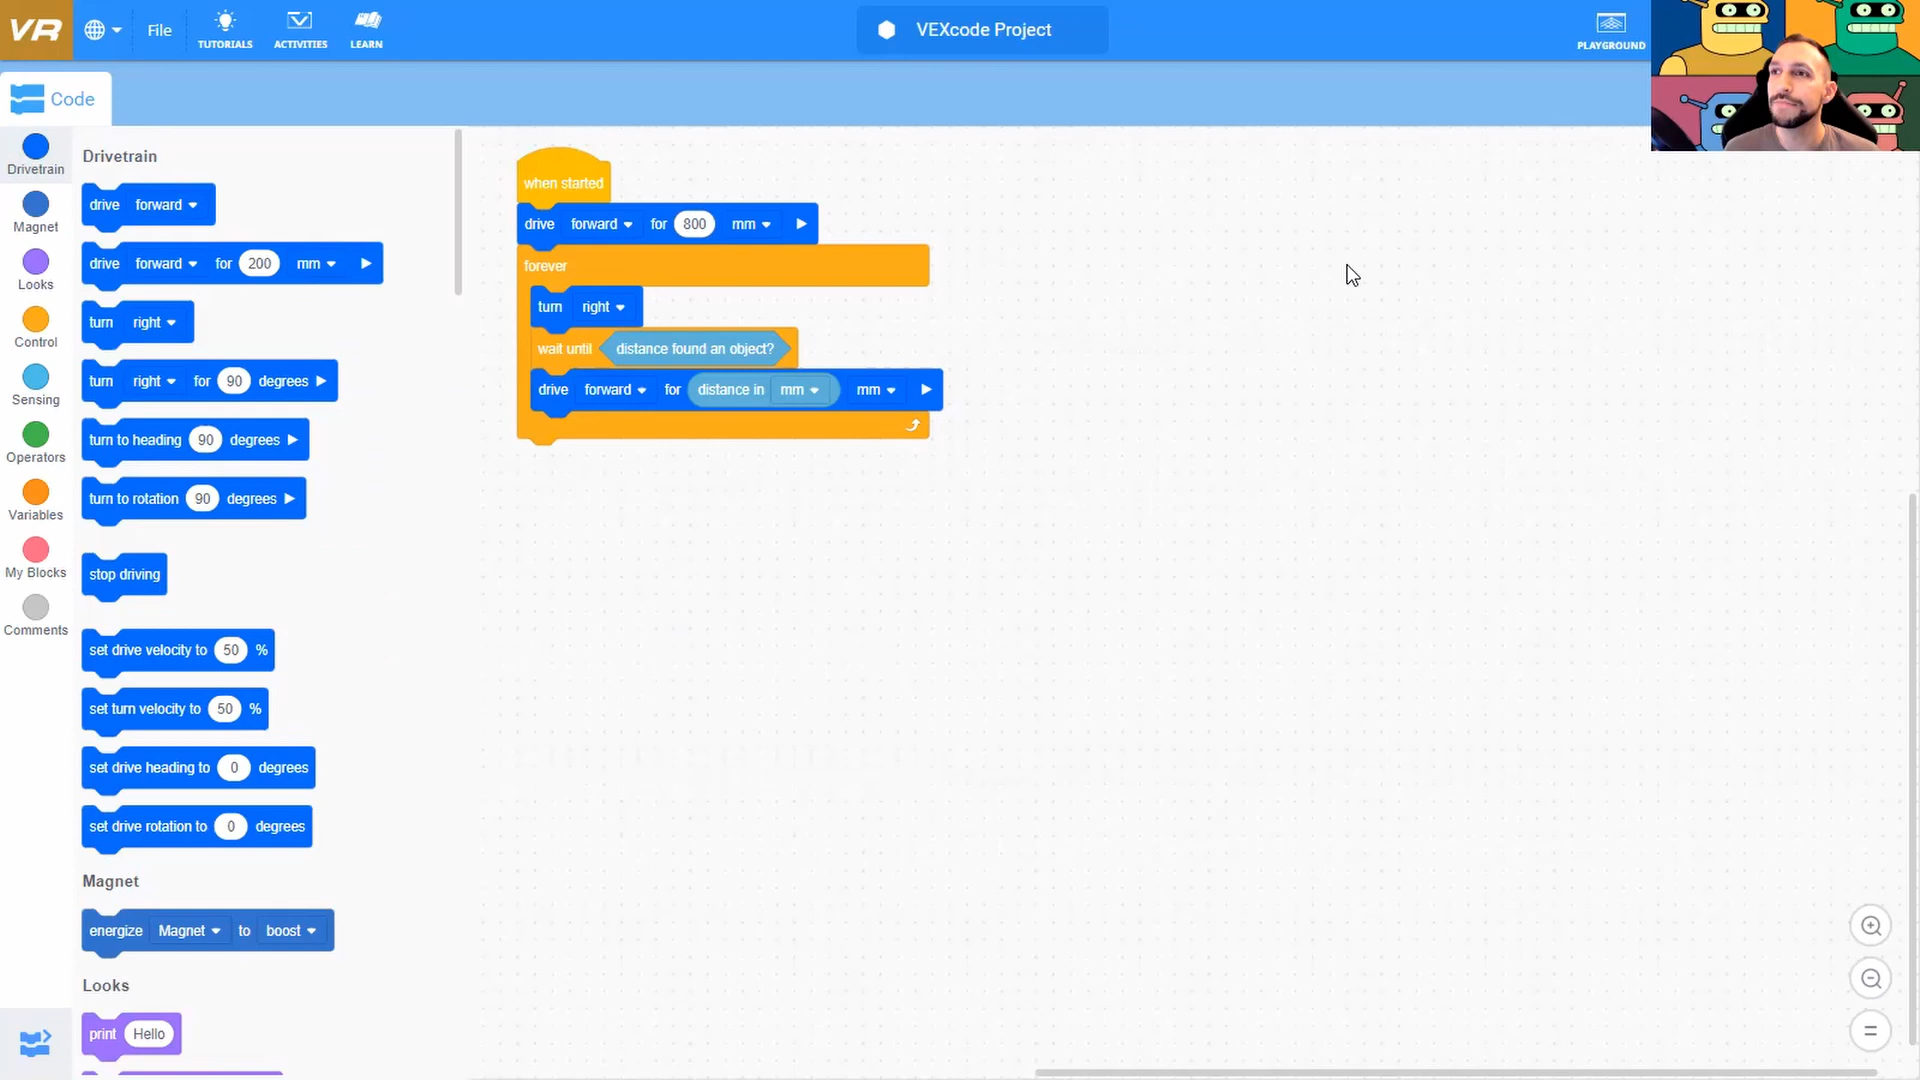 VR
File
TUTORIALS
ACTIVITIES
LEARN
VEXcode Project
PLAYGROUND
Code
Drivetrain
Magnet
Looks
Control
Sensing
Operators
Variables
My Blocks
Comments
Drivetrain
drive forward
drive forward for 200 mm
turn right
turn right for 90 degrees
turn to heading 90 degrees
turn to rotation 90 degrees
stop driving
set drive velocity to 50 %
set turn velocity to 50 %
set drive heading to 0 degrees
set drive rotation to 0 degrees
Magnet
energize Magnet to boost
Looks
print Hello
when started
drive forward for 800 mm
forever
turn right
wait until distance found an object?
drive forward for distance in mm mm